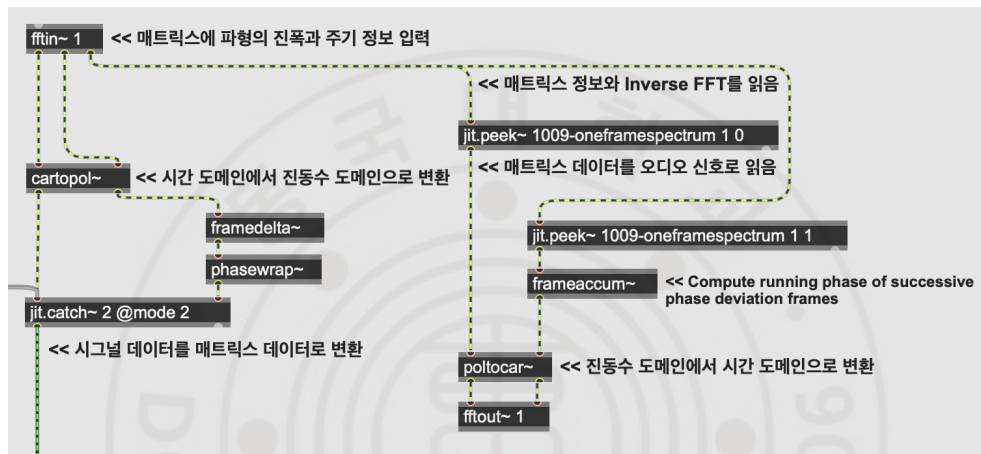 fftin~ 1
<< 매트릭스에 파형의 진폭과 주기 정보 입력
<< 매트릭스 정보와 Inverse FFT를 읽음
jit.peek~ 1009-oneframespectrum 1 0
<< 매트릭스 데이터를 오디오 신호로 읽음
cartopol~
<< 시간 도메인에서 진동수 도메인으로 변환
framedelta~
jit.peek~ 1009-oneframespectrum 1 1
phasewrap~
frameaccum~
<< Compute running phase of successive
phase deviation frames
jit.catch~ 2 @mode 2
<< 시그널 데이터를 매트릭스 데이터로 변환
poltocar~
<< 진동수 도메인에서 시간 도메인으로 변환
fftout~ 1